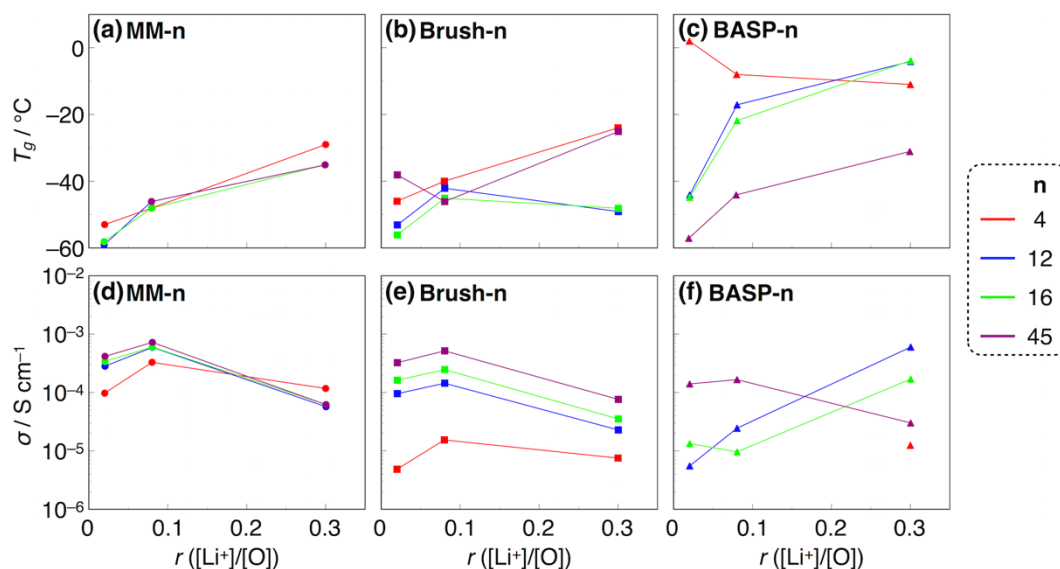 (a) MM-n
(b) Brush-n
(c) BASP-n
0
−20
−40
−60
Tg / °C
n
4
12
16
45
(d) MM-n
(e) Brush-n
(f) BASP-n
10−2
10−3
10−4
10−5
10−6
σ / S cm−1
0 0.1 0.2 0.3
0 0.1 0.2 0.3
0 0.1 0.2 0.3
r ([Li+]/[O])
r ([Li+]/[O])
r ([Li+]/[O])